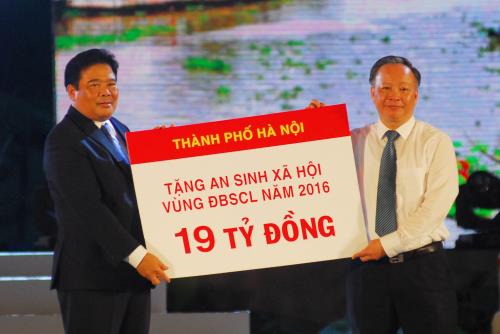 THÀNH PHỐ HÀ NỘI
TẶNG AN SINH XÃ HỘI
VÙNG ĐBSCL NĂM 2016
19 TỶ ĐỒNG